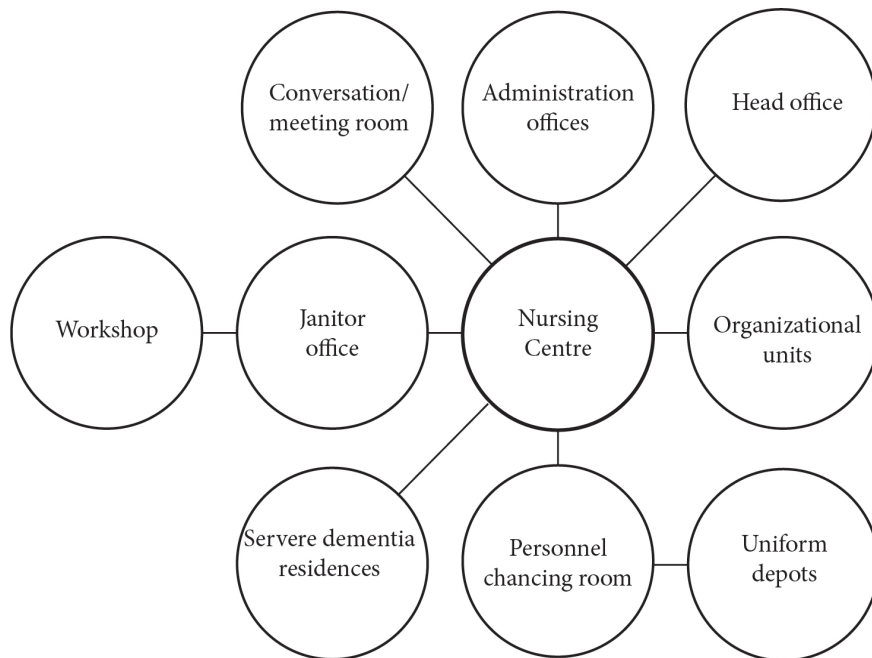 Conversation/
meeting room
Administration
offices
Head office
Workshop
Janitor
office
Nursing
Centre
Organizational
units
Servere dementia
residences
Personnel
chancing room
Uniform
depots